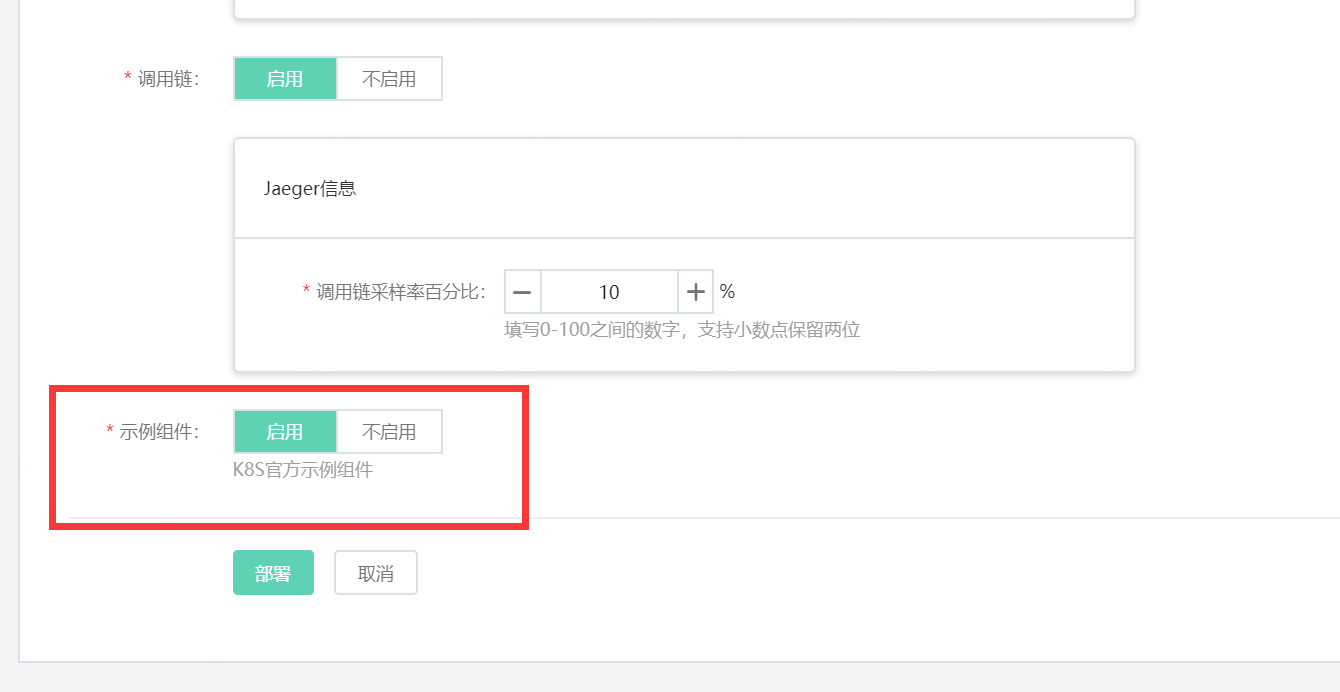 * 调用链： 启用 不启用
Jaeger信息
* 调用链采样率百分比： 10 %
填写0-100之间的数字，支持小数点保留两位
* 示例组件： 启用 不启用
K8S官方示例组件
部署 取消